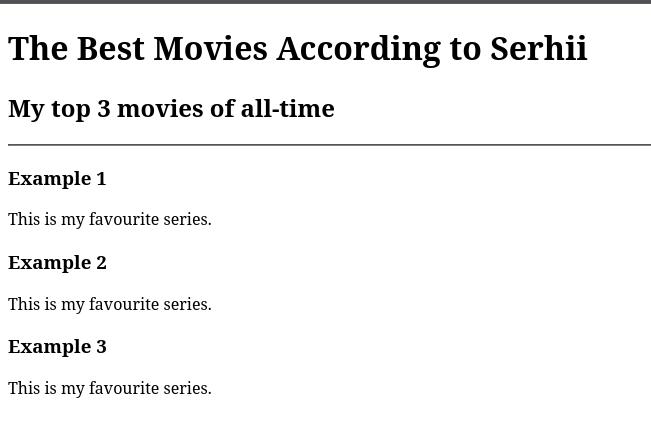 The Best Movies According to Serhii
My top 3 movies of all-time
Example 1
This is my favourite series.
Example 2
This is my favourite series.
Example 3
This is my favourite series.